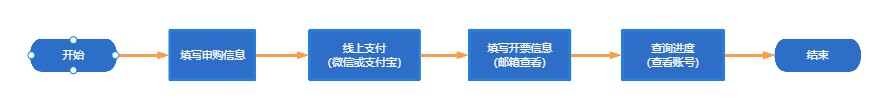 开始
填写申购信息
线上支付
(微信或支付宝)
填写开票信息
(邮箱查看)
查询进度
(查看账号)
结束